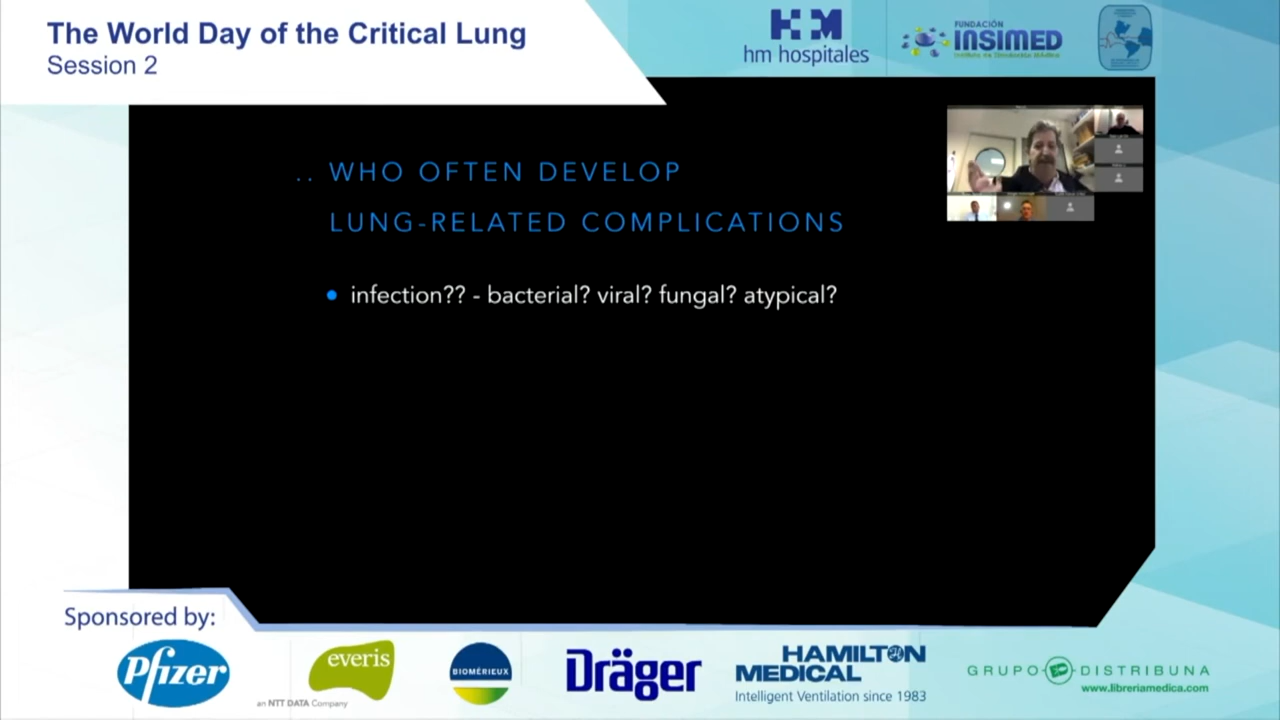 The World Day of the Critical Lung
Session 2
HM
hm hospitales
FUNDACIÓN
INSIMED
.. WHO OFTEN DEVELOP
LUNG-RELATED COMPLICATIONS
infection?? - bacterial? viral? fungal? atypical?
Sponsored by:
Pfizer
everis
an NTT DATA Company
BIOMÉRIEUX
Dräger
HAMILTON
MEDICAL
Intelligent Ventilation since 1983
GRUPO DISTRIBUNA
www.libreriamedica.com